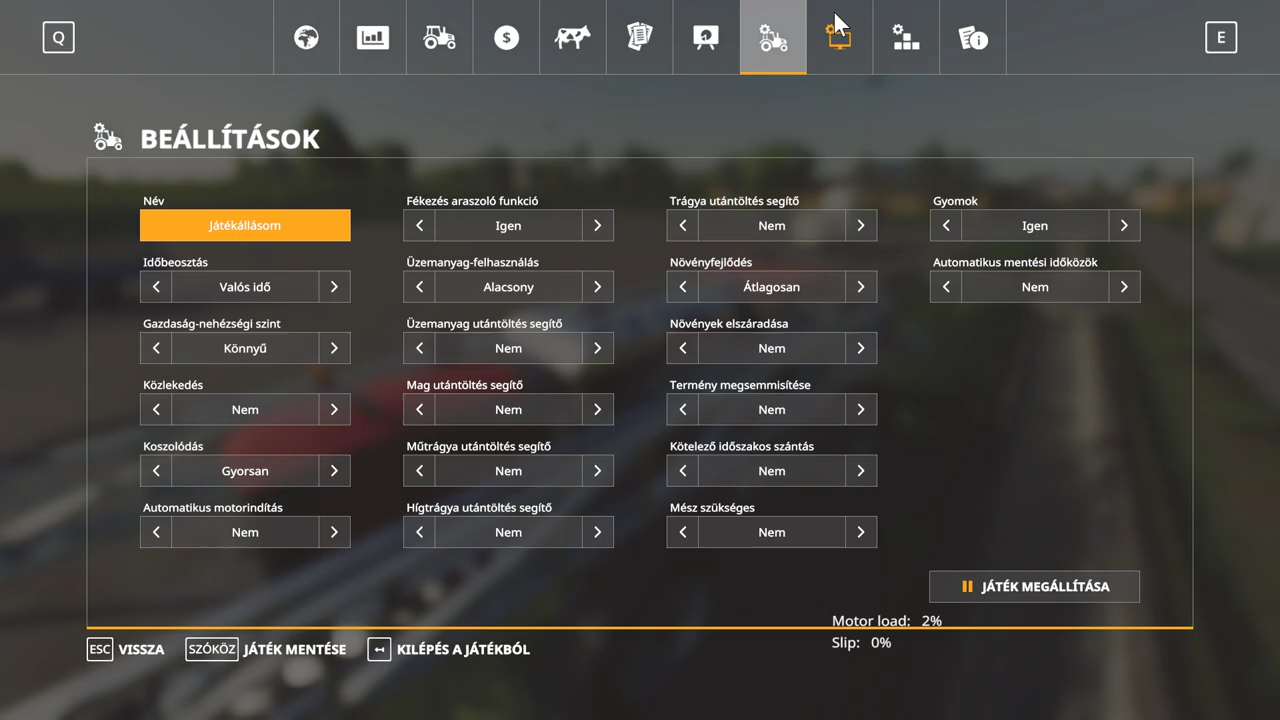 Q
E
BEÁLLÍTÁSOK
Név
Játékállásom
Időbeosztás
Valós idő
Gazdaság-nehézségi szint
Könnyű
Közlekedés
Nem
Koszolódás
Gyorsan
Automatikus motorindítás
Nem
Fékezés araszoló funkció
Igen
Üzemanyag-felhasználás
Alacsony
Üzemanyag utántöltés segítő
Nem
Mag utántöltés segítő
Nem
Műtrágya utántöltés segítő
Nem
Hígtrágya utántöltés segítő
Nem
Trágya utántöltés segítő
Nem
Növényfejlődés
Átlagosan
Növények elszáradása
Nem
Termény megsemmisítése
Nem
Kötelező időszakos szántás
Nem
Mész szükséges
Nem
Gyomok
Igen
Automatikus mentési időközök
Nem
JÁTÉK MEGÁLLÍTÁSA
Motor load: 2%
Slip: 0%
ESC VISSZA SZÓKÖZ JÁTÉK MENTÉSE KILÉPÉS A JÁTÉKBÓL